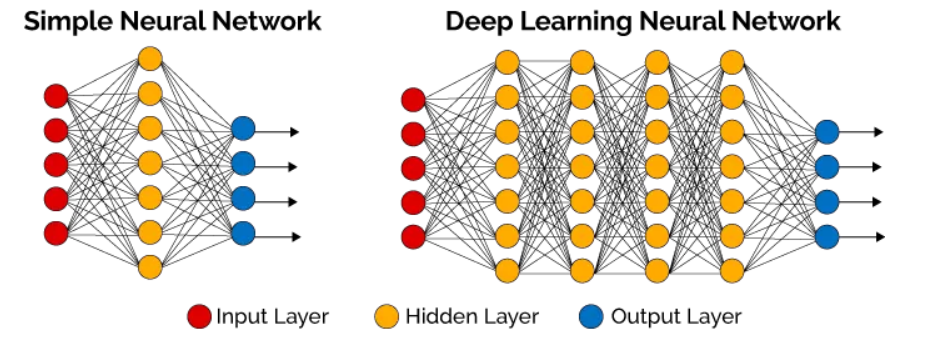 Simple Neural Network
Deep Learning Neural Network
Input Layer
Hidden Layer
Output Layer